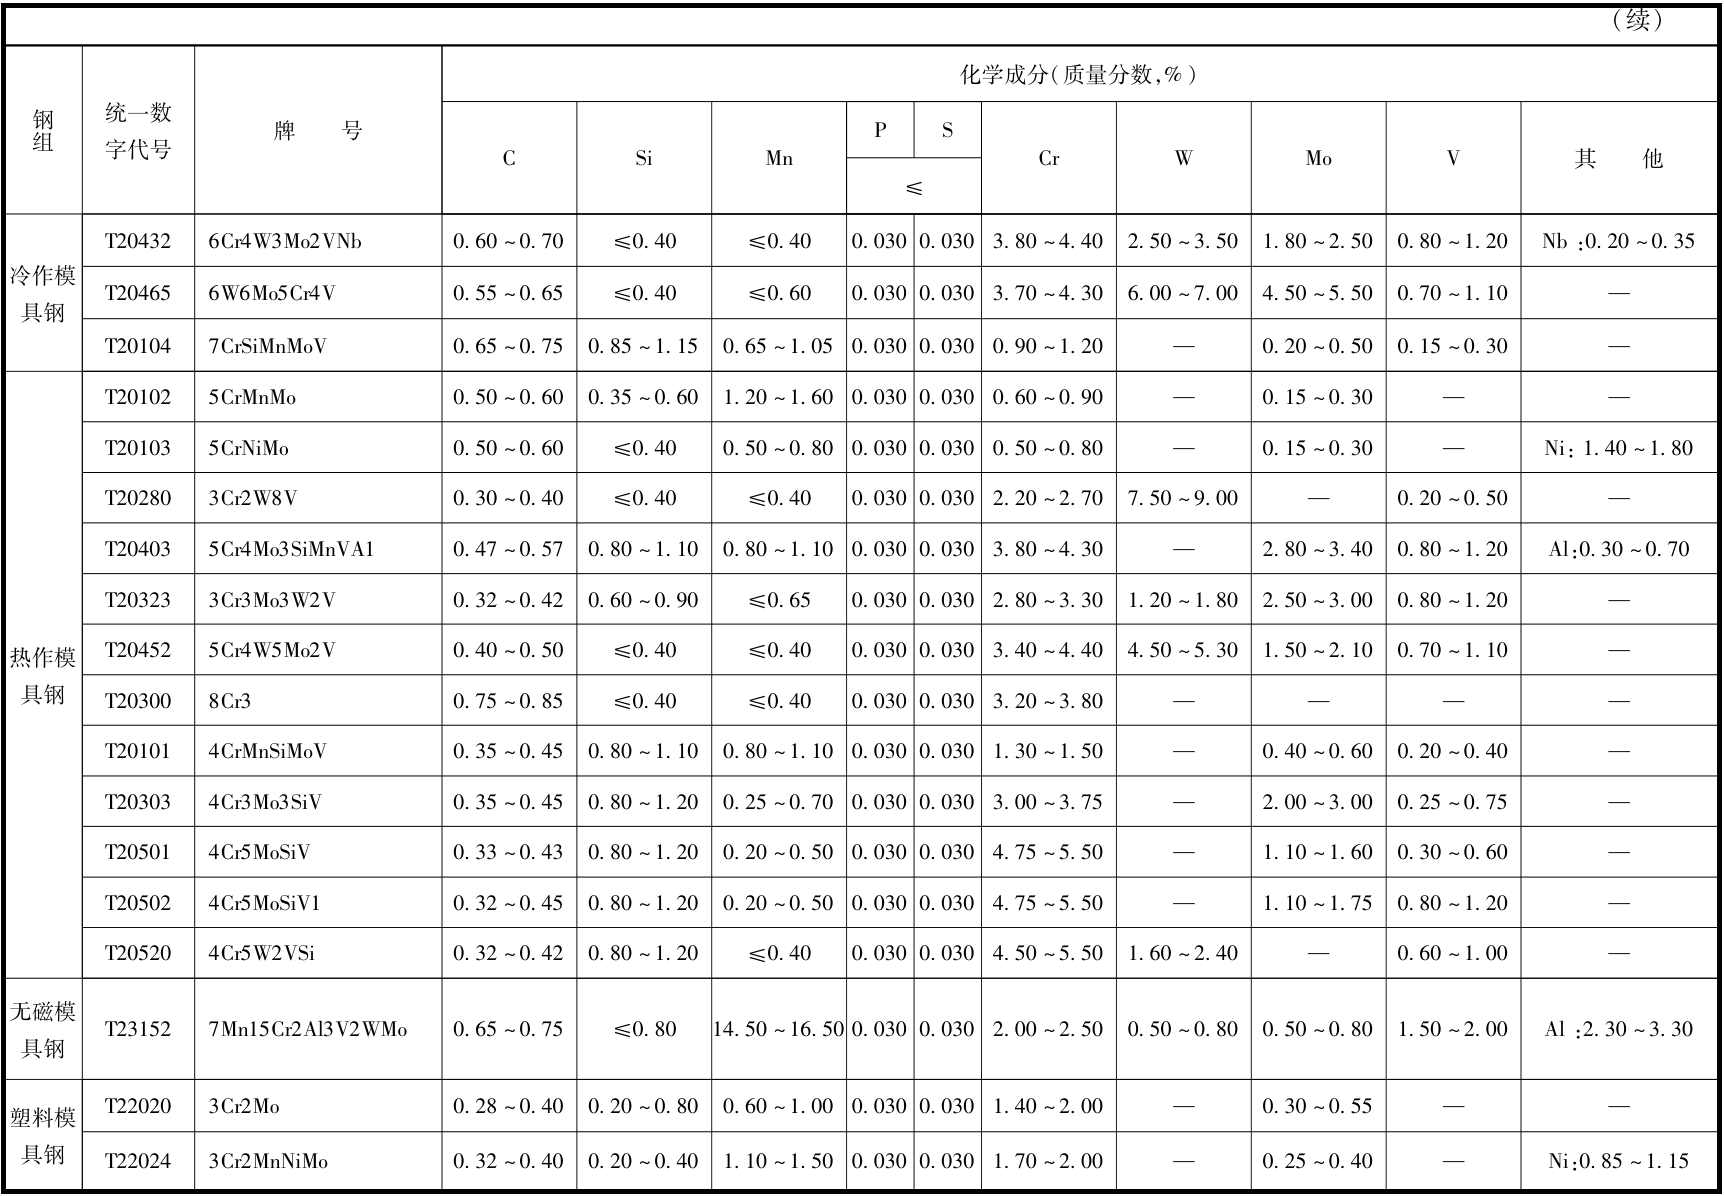 （续）
钢组 统一数字代号 牌 号 化学成分(质量分数,%)
C Si Mn P S Cr W Mo V 其 他
≤
冷作模具钢
T20432 6Cr4W3Mo2VNb 0.60~0.70 ≤0.40 ≤0.40 0.030 0.030 3.80~4.40 2.50~3.50 1.80~2.50 0.80~1.20 Nb:0.20~0.35
T20465 6W6Mo5Cr4V 0.55~0.65 ≤0.40 ≤0.60 0.030 0.030 3.70~4.30 6.00~7.00 4.50~5.50 0.70~1.10 —
T20104 7CrSiMnMoV 0.65~0.75 0.85~1.15 0.65~1.05 0.030 0.030 0.90~1.20 — 0.20~0.50 0.15~0.30 —
热作模具钢
T20102 5CrMnMo 0.50~0.60 0.35~0.60 1.20~1.60 0.030 0.030 0.60~0.90 — 0.15~0.30 — —
T20103 5CrNiMo 0.50~0.60 ≤0.40 0.50~0.80 0.030 0.030 0.50~0.80 — 0.15~0.30 — Ni: 1.40~1.80
T20280 3Cr2W8V 0.30~0.40 ≤0.40 ≤0.40 0.030 0.030 2.20~2.70 7.50~9.00 — 0.20~0.50 —
T20403 5Cr4Mo3SiMnVA1 0.47~0.57 0.80~1.10 0.80~1.10 0.030 0.030 3.80~4.30 — 2.80~3.40 0.80~1.20 Al:0.30~0.70
T20323 3Cr3Mo3W2V 0.32~0.42 0.60~0.90 ≤0.65 0.030 0.030 2.80~3.30 1.20~1.80 2.50~3.00 0.80~1.20 —
T20452 5Cr4W5Mo2V 0.40~0.50 ≤0.40 ≤0.40 0.030 0.030 3.40~4.40 4.50~5.30 1.50~2.10 0.70~1.10 —
T20300 8Cr3 0.75~0.85 ≤0.40 ≤0.40 0.030 0.030 3.20~3.80 — — — —
T20101 4CrMnSiMoV 0.35~0.45 0.80~1.10 0.80~1.10 0.030 0.030 1.30~1.50 — 0.40~0.60 0.20~0.40 —
T20303 4Cr3Mo3SiV 0.35~0.45 0.80~1.20 0.25~0.70 0.030 0.030 3.00~3.75 — 2.00~3.00 0.25~0.75 —
T20501 4Cr5MoSiV 0.33~0.43 0.80~1.20 0.20~0.50 0.030 0.030 4.75~5.50 — 1.10~1.60 0.30~0.60 —
T20502 4Cr5MoSiV1 0.32~0.45 0.80~1.20 0.20~0.50 0.030 0.030 4.75~5.50 — 1.10~1.75 0.80~1.20 —
T20520 4Cr5W2VSi 0.32~0.42 0.80~1.20 ≤0.40 0.030 0.030 4.50~5.50 1.60~2.40 — 0.60~1.00 —
无磁模具钢
T23152 7Mn15Cr2Al3V2WMo 0.65~0.75 ≤0.80 14.50~16.50 0.030 0.030 2.00~2.50 0.50~0.80 0.50~0.80 1.50~2.00 Al:2.30~3.30
塑料模具钢
T22020 3Cr2Mo 0.28~0.40 0.20~0.80 0.60~1.00 0.030 0.030 1.40~2.00 — 0.30~0.55 — —
T22024 3Cr2MnNiMo 0.32~0.40 0.20~0.40 1.10~1.50 0.030 0.030 1.70~2.00 — 0.25~0.40 — Ni:0.85~1.15